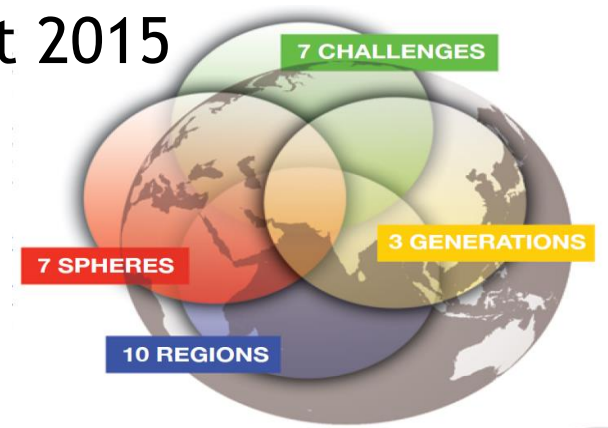 t 2015
7 CHALLENGES
3 GENERATIONS
7 SPHERES
10 REGIONS